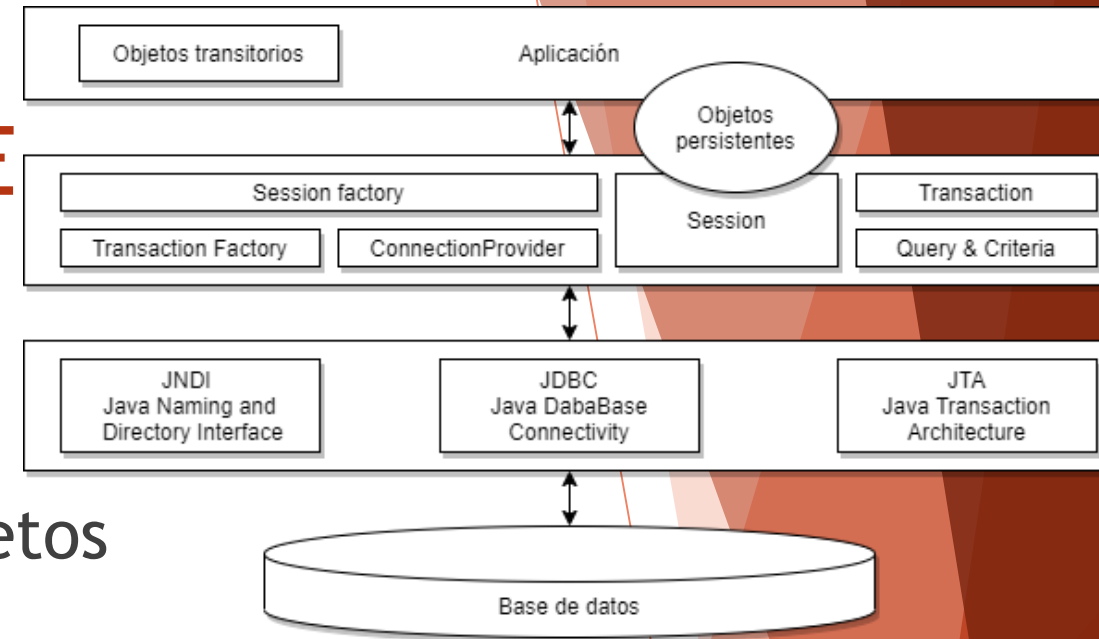 Objetos transitorios
Aplicación
Objetos
persistentes
E
Session factory
Session
Transaction
Transaction Factory
ConnectionProvider
Query & Criteria
JNDI
Java Naming and
Directory Interface
JDBC
Java DabaBase
Connectivity
JTA
Java Transaction
Architecture
etos
Base de datos